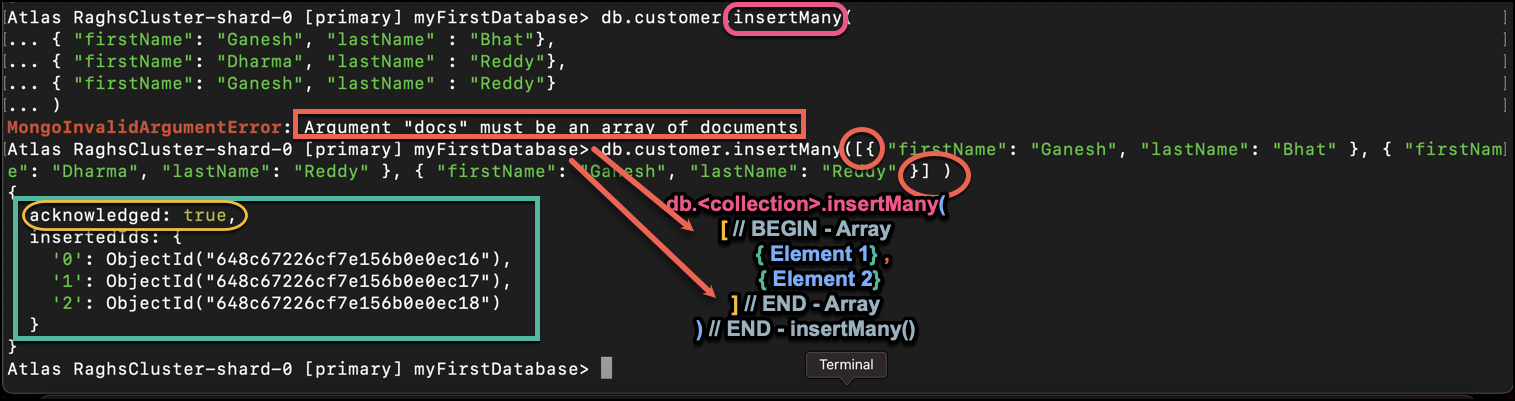 Atlas RaghsCluster-shard-0 [primary] myFirstDatabase> db.customer.insertMany(
... { "firstName": "Ganesh", "lastName" : "Bhat"},
... { "firstName": "Dharma", "lastName" : "Reddy"},
... { "firstName": "Ganesh", "lastName" : "Reddy"}
... )
MongoInvalidArgumentError: Argument "docs" must be an array of documents
Atlas RaghsCluster-shard-0 [primary] myFirstDatabase> db.customer.insertMany([{ "firstName": "Ganesh", "lastName": "Bhat" }, { "firstNam
e": "Dharma", "lastName": "Reddy" }, { "firstName": "Ganesh", "lastName": "Reddy" }] )
{
acknowledged: true,
insertedIds: {
'0': ObjectId("648c67226cf7e156b0e0ec16"),
'1': ObjectId("648c67226cf7e156b0e0ec17"),
'2': ObjectId("648c67226cf7e156b0e0ec18")
}
}
Atlas RaghsCluster-shard-0 [primary] myFirstDatabase>
db.<collection>.insertMany(
[ // BEGIN - Array
{ Element 1} ,
{ Element 2}
] // END - Array
) // END - insertMany()
Terminal